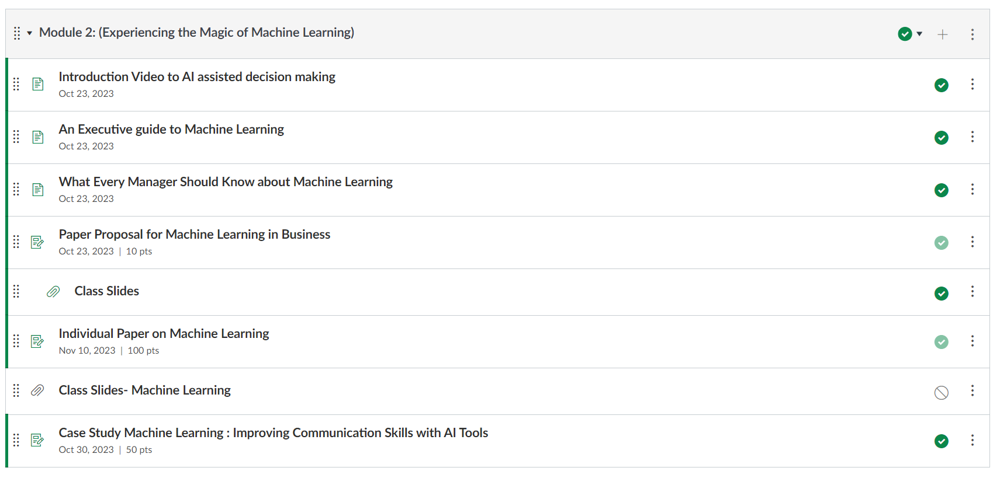 Module 2: (Experiencing the Magic of Machine Learning)
Introduction Video to AI assisted decision making
Oct 23, 2023
An Executive guide to Machine Learning
Oct 23, 2023
What Every Manager Should Know about Machine Learning
Oct 23, 2023
Paper Proposal for Machine Learning in Business
Oct 23, 2023 | 10 pts
Class Slides
Individual Paper on Machine Learning
Nov 10, 2023 | 100 pts
Class Slides- Machine Learning
Case Study Machine Learning : Improving Communication Skills with AI Tools
Oct 30, 2023 | 50 pts